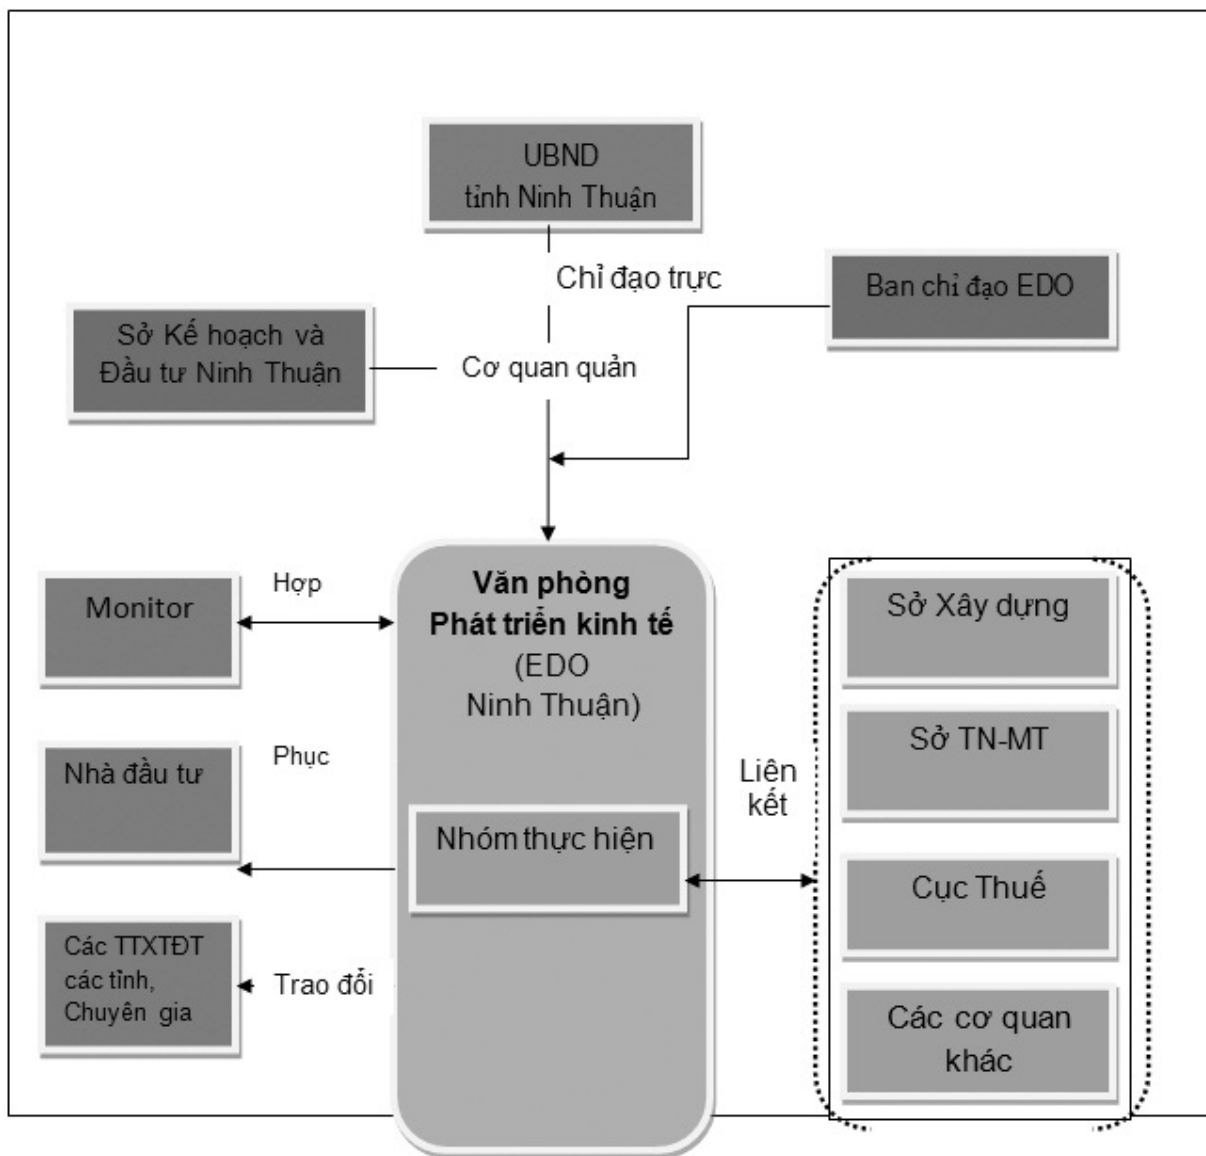 UBND
tỉnh Ninh Thuận
Chỉ đạo trực
Ban chỉ đạo EDO
Sở Kế hoạch và
Đầu tư Ninh Thuận
Cơ quan quản
Văn phòng
Phát triển kinh tế
(EDO
Ninh Thuận)
Nhóm thực hiện
Monitor
Hợp
Nhà đầu tư
Phục
Các TTXTĐT
các tỉnh,
Chuyên gia
Trao đổi
Liên
kết
Sở Xây dựng
Sở TN-MT
Cục Thuế
Các cơ quan
khác